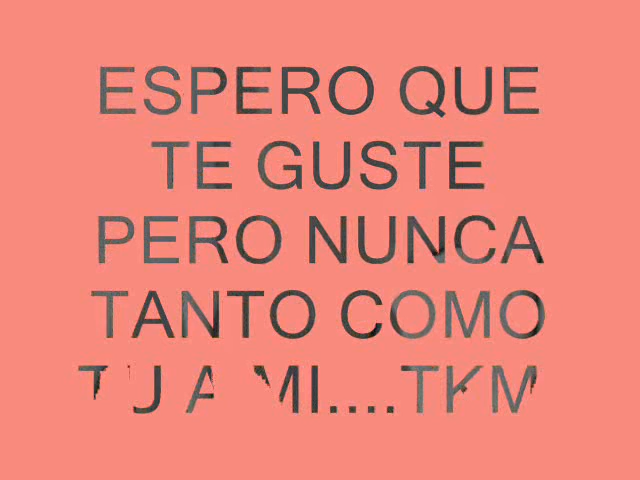 ESPERO QUE
TE GUSTE
PERO NUNCA
TANTO COMO
TU A MI....TKM